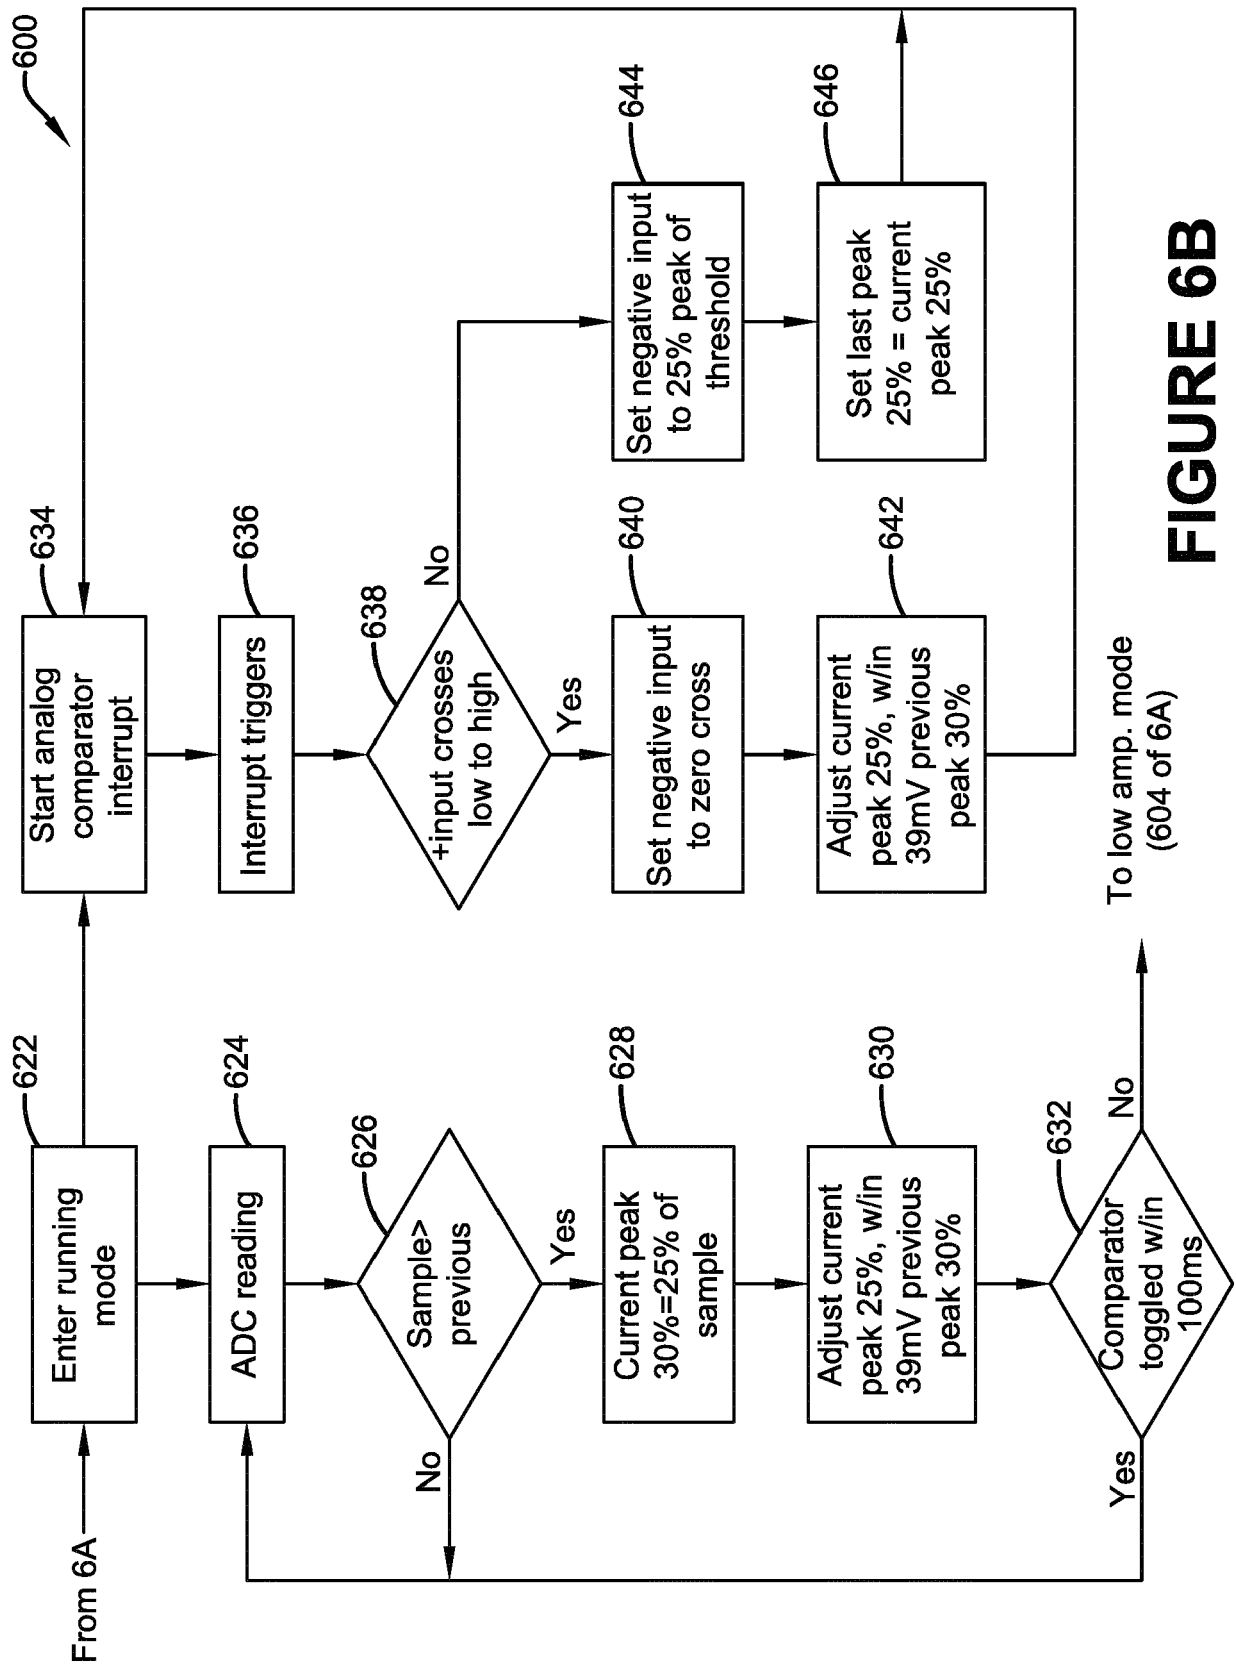 600
From 6A
Enter running
mode
622
ADC reading
624
Sample>
previous
626
No
Yes
Current peak
30%=25% of
sample
628
Adjust current
peak 25%, w/in
39mV previous
peak 30%
630
Comparator
toggled w/in
100ms
632
Yes
No
To low amp. mode
(604 of 6A)
Start analog
comparator
interrupt
634
Interrupt triggers
636
+input crosses
low to high
638
No
Yes
Set negative input
to zero cross
640
Adjust current
peak 25%, w/in
39mV previous
peak 30%
642
Set negative input
to 25% peak of
threshold
644
Set last peak
25% = current
peak 25%
646
FIGURE 6B